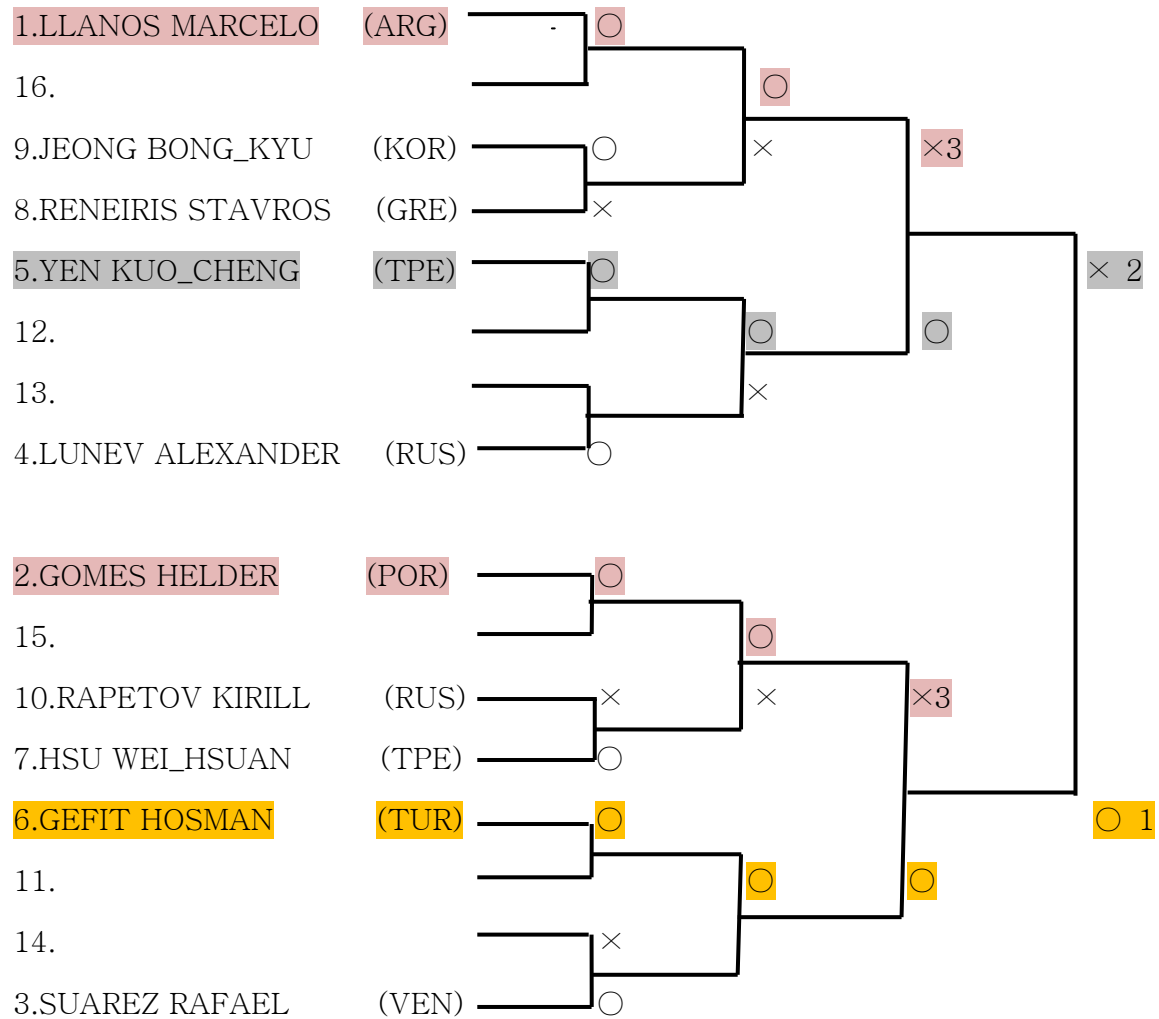 1.LLANOS MARCELO (ARG) - ○
○
16.
9.JEONG BONG_KYU (KOR) ○ × ×3
8.RENEIRIS STAVROS (GRE) ×
5.YEN KUO_CHENG (TPE) ○ × 2
12. ○ ○
13. ×
4.LUNEV ALEXANDER (RUS) ○
2.GOMES HELDER (POR) ○
15. ○
10.RAPETOV KIRILL (RUS) × × ×3
7.HSU WEI_HSUAN (TPE) ○
6.GEFIT HOSMAN (TUR) ○ ○ 1
11. ○ ○
14. ×
3.SUAREZ RAFAEL (VEN) ○